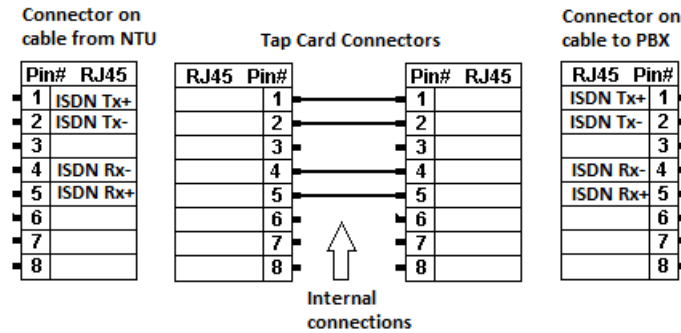 Connector on
cable from NTU
Pin# RJ45
1 ISDN Tx+
2 ISDN Tx-
3
4 ISDN Rx-
5 ISDN Rx+
6
7
8
Tap Card Connectors
RJ45 Pin#
1
2
3
4
5
6
7
8
Pin# RJ45
1
2
3
4
5
6
7
8
Internal
connections
Connector on
cable to PBX
RJ45 Pin#
ISDN Tx+ 1
ISDN Tx- 2
3
ISDN Rx- 4
ISDN Rx+ 5
6
7
8